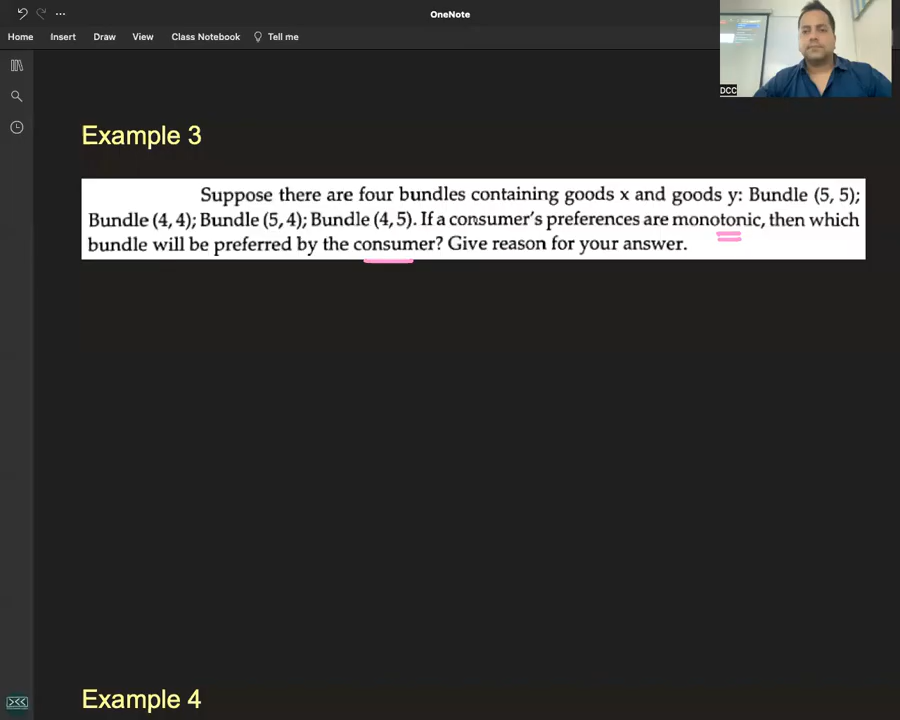 OneNote
Home Insert Draw View Class Notebook Tell me
DCC
Example 3
Suppose there are four bundles containing goods x and goods y: Bundle (5, 5);
Bundle (4, 4); Bundle (5, 4); Bundle (4, 5). If a consumer's preferences are monotonic, then which
bundle will be preferred by the consumer? Give reason for your answer.
Example 4